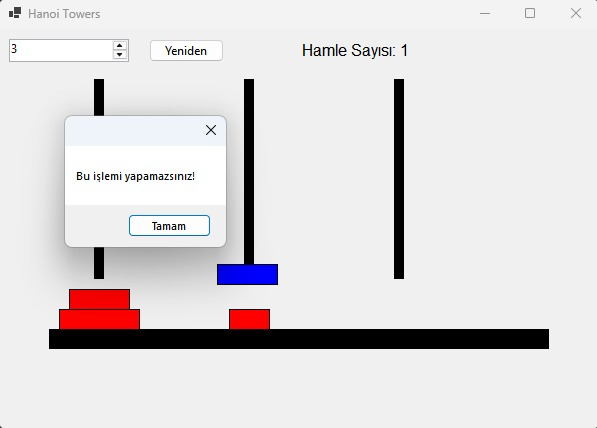 Hanoi Towers
3
Yeniden
Hamle Sayısı: 1
Bu işlemi yapamazsınız!
Tamam